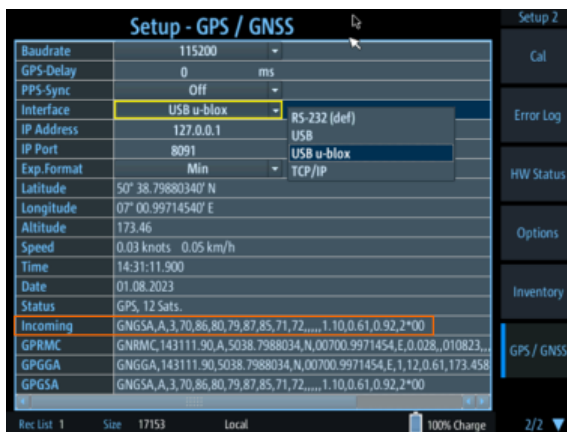 Setup - GPS / GNSS
Setup 2
Baudrate 115200
GPS-Delay 0 ms
PPS-Sync Off
Interface USB u-blox
IP Address 127.0.0.1
IP Port 8091
Exp.Format Min
RS-232 (def)
USB
USB u-blox
TCP/IP
Latitude 50° 38.79880340' N
Longitude 07° 00.99714540' E
Altitude 173.46
Speed 0.03 knots 0.05 km/h
Time 14:31:11.900
Date 01.08.2023
Status GPS, 12 Sats.
Incoming GNGSA,A,3,70,86,80,79,87,85,71,72,,,,,1.10,0.61,0.92,2*00
GPRMC GNRMC,143111.90,A,5038.7988034,N,00700.9971454,E,0.028,,010823,,,
GPGGA GNGGA,143111.90,5038.7988034,N,00700.9971454,E,1,12,0.61,173.458
GPGSA GNGSA,A,3,70,86,80,79,87,85,71,72,,,,,1.10,0.61,0.92,2*00
Cal
Error Log
HW Status
Options
Inventory
GPS / GNSS
Rec List 1 Size 17153 Local 100% Charge 2/2